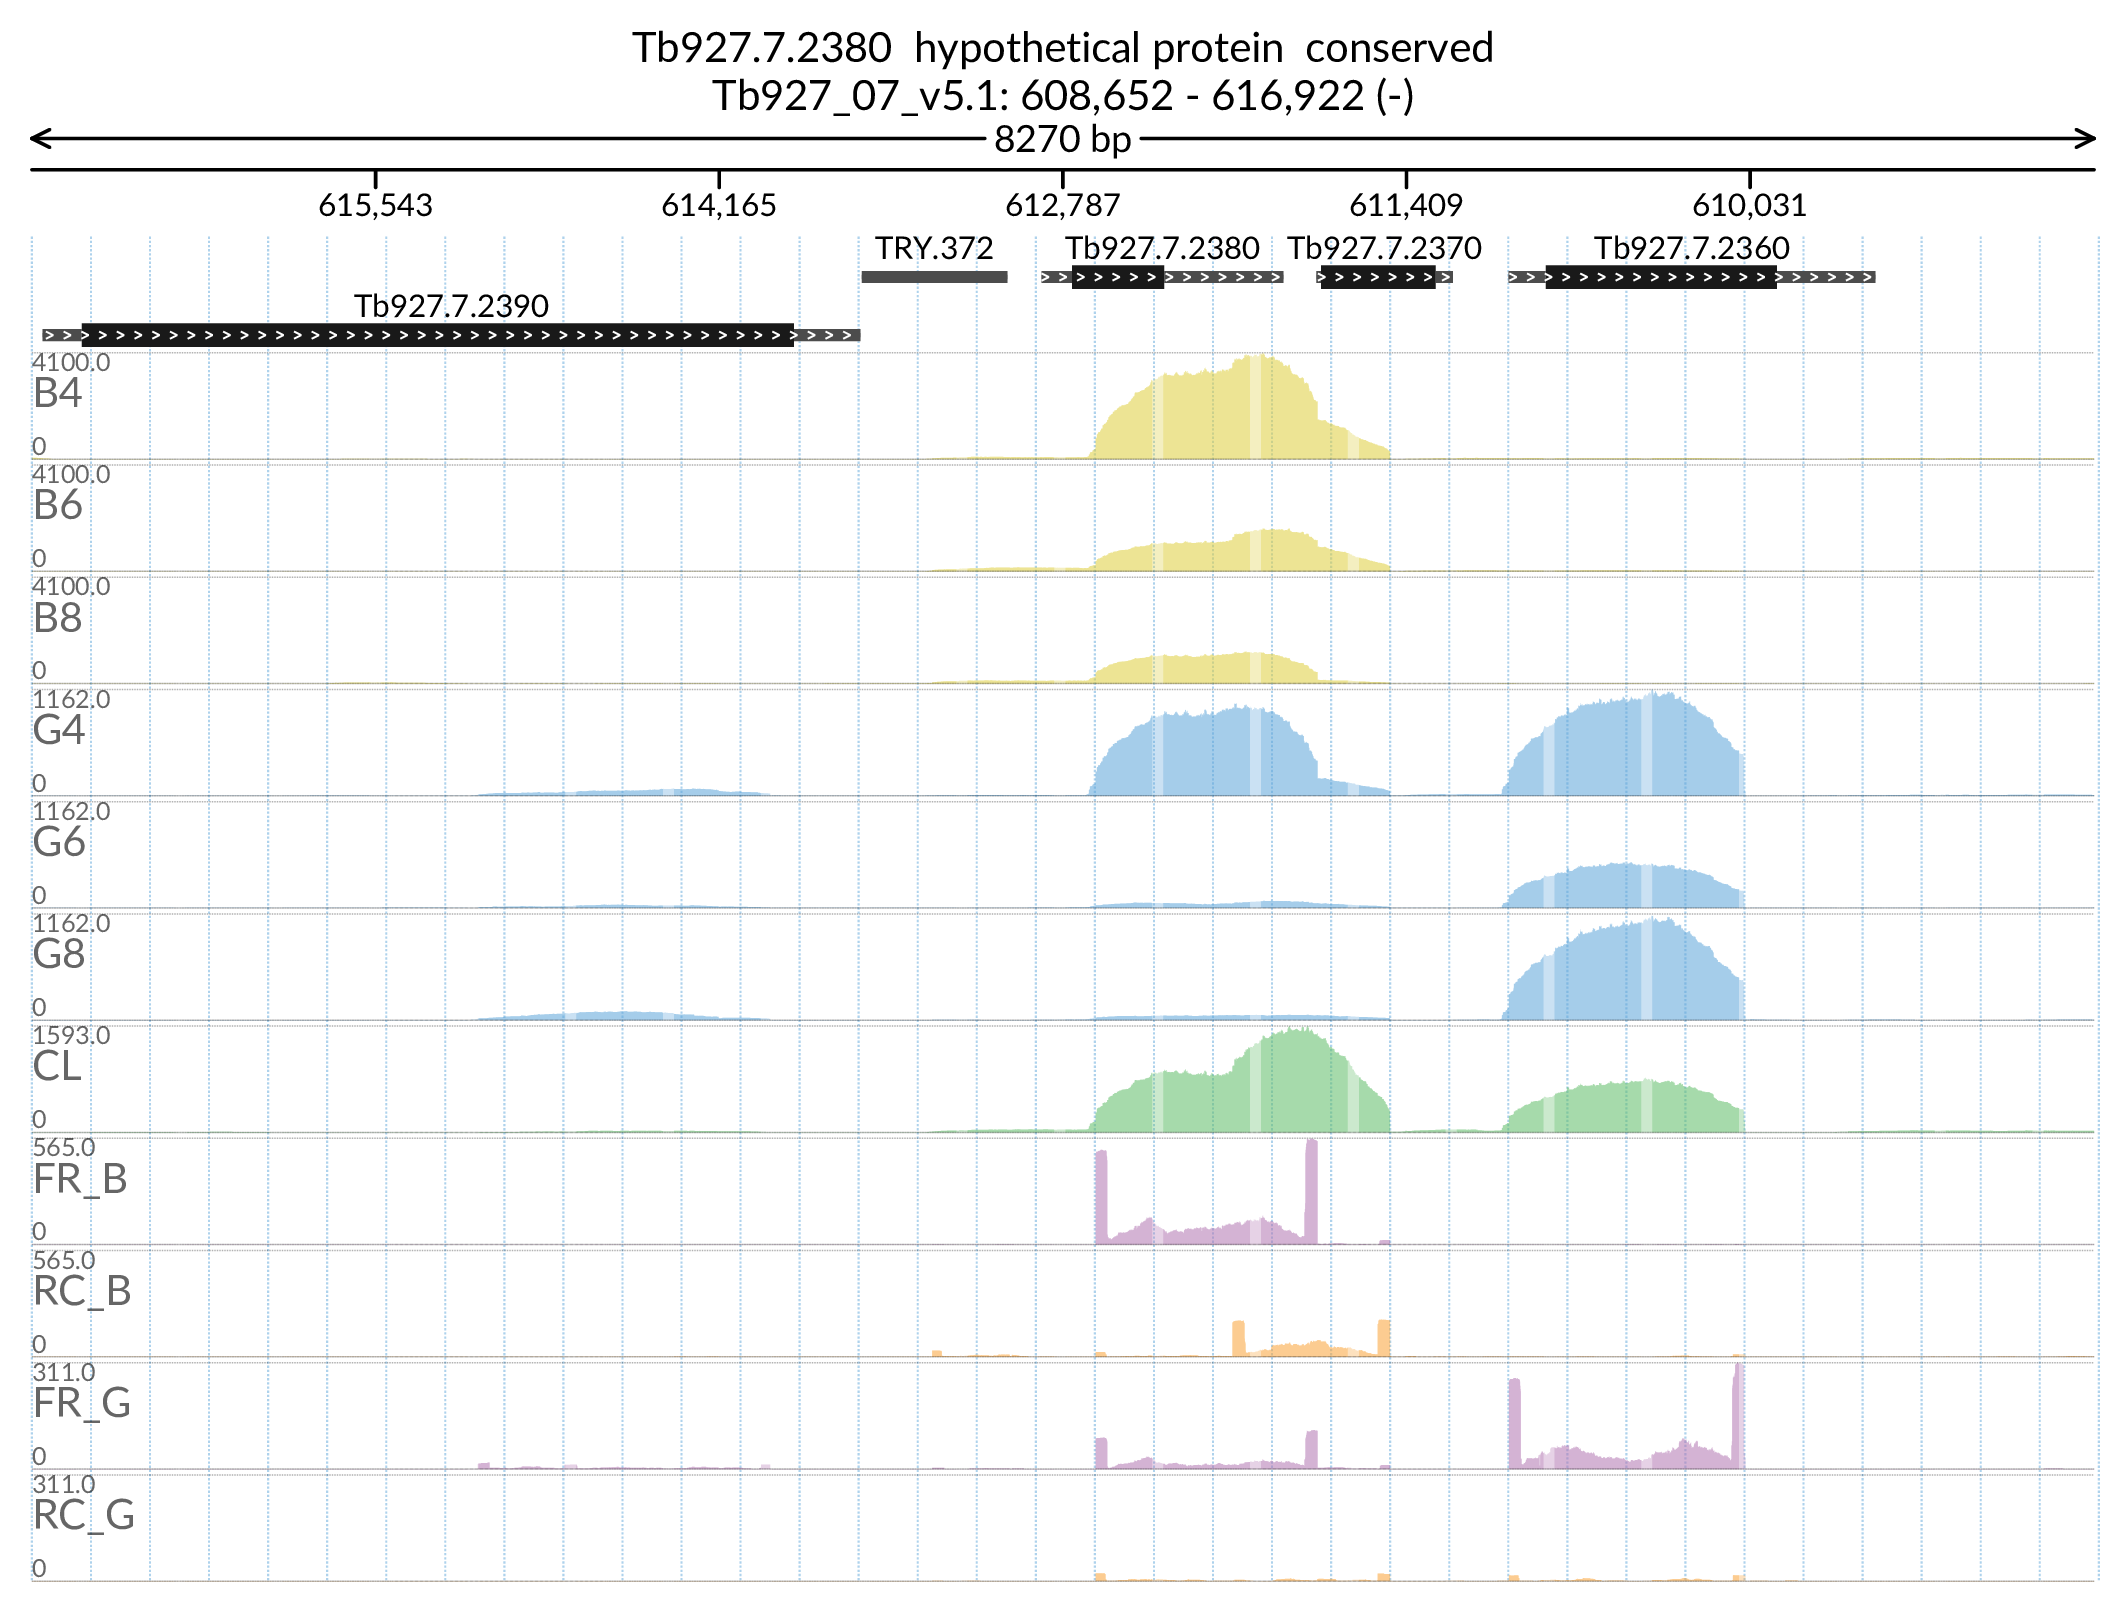 Tb927.7.2380 hypothetical protein conserved
Tb927_07_v5.1: 608,652 - 616,922 (-)
8270 bp
615,543 614,165 612,787 611,409 610,031
TRY.372 Tb927.7.2380 Tb927.7.2370 Tb927.7.2360
Tb927.7.2390
4100.0
B4
0
4100.0
B6
0
4100.0
B8
0
1162.0
G4
0
1162.0
G6
0
1162.0
G8
0
1593.0
CL
0
565.0
FR_B
0
565.0
RC_B
0
311.0
FR_G
0
311.0
RC_G
0